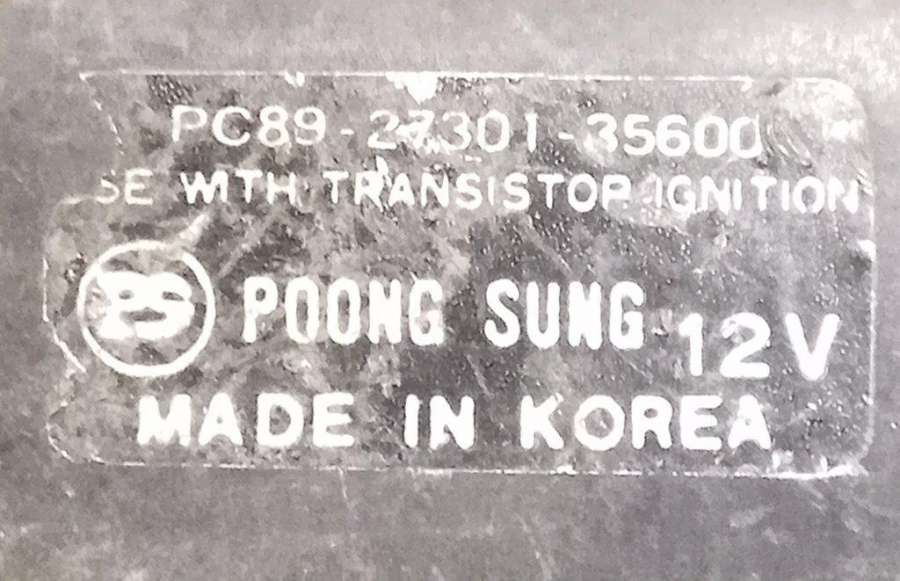 PC89-27301-35600
SE WITH TRANSISTOR IGNITION
PS POONG SUNG 12V
MADE IN KOREA